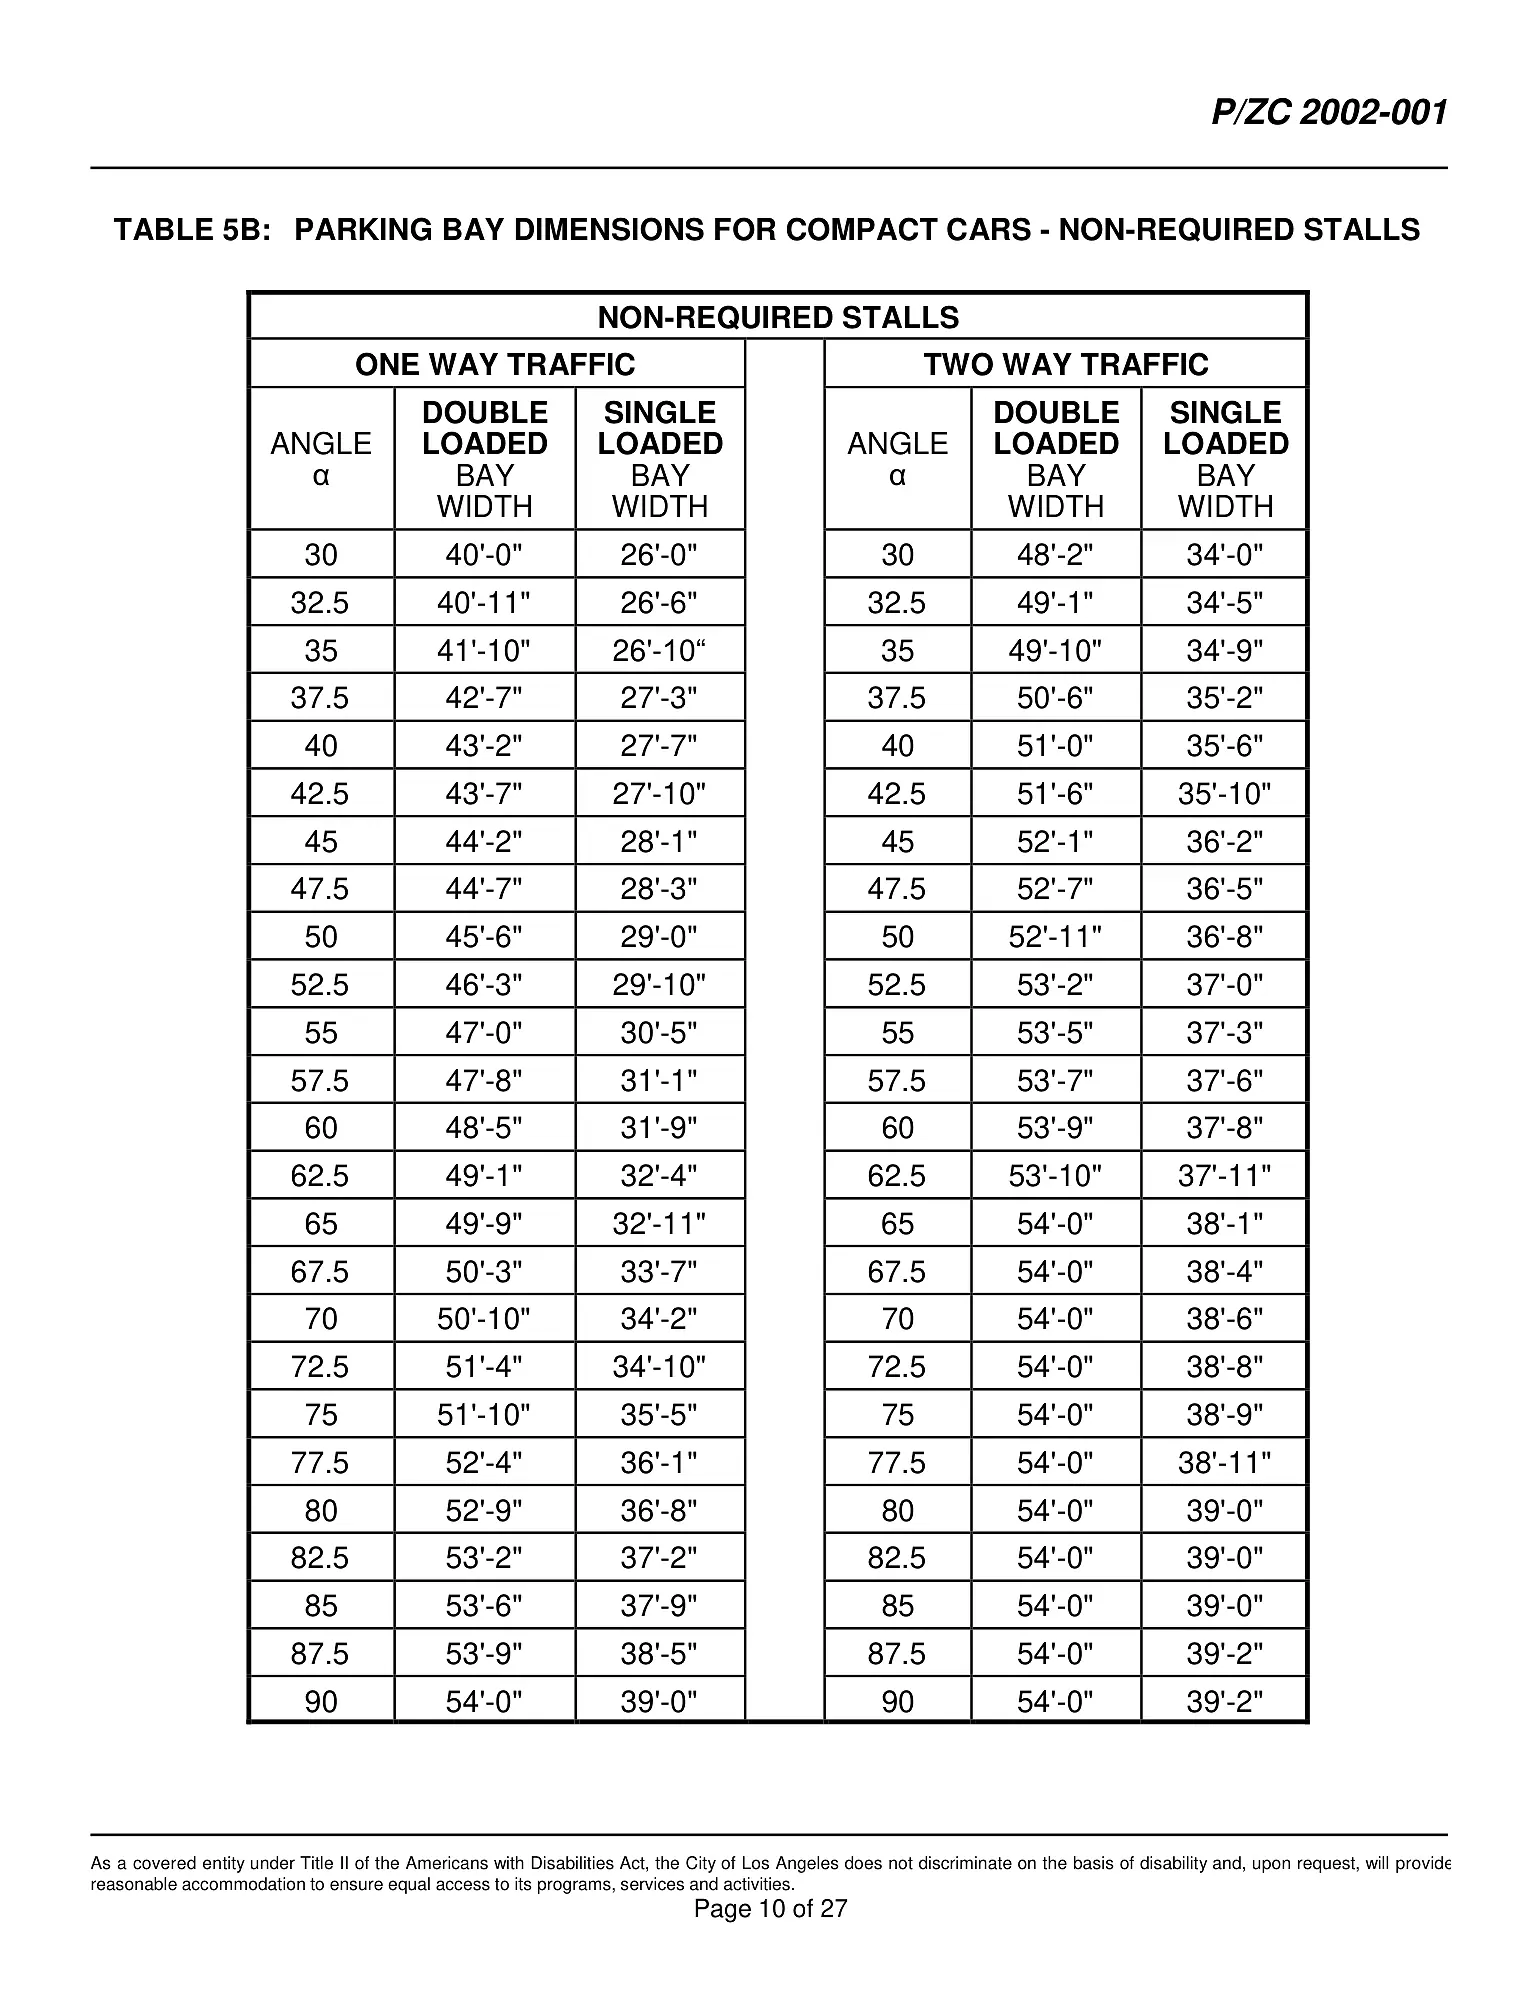 P/ZC 2002-001
TABLE 5B: PARKING BAY DIMENSIONS FOR COMPACT CARS - NON-REQUIRED STALLS
NON-REQUIRED STALLS
ONE WAY TRAFFIC TWO WAY TRAFFIC
ANGLE α DOUBLE LOADED BAY WIDTH SINGLE LOADED BAY WIDTH ANGLE α DOUBLE LOADED BAY WIDTH SINGLE LOADED BAY WIDTH
30 40'-0" 26'-0" 30 48'-2" 34'-0"
32.5 40'-11" 26'-6" 32.5 49'-1" 34'-5"
35 41'-10" 26'-10“ 35 49'-10" 34'-9"
37.5 42'-7" 27'-3" 37.5 50'-6" 35'-2"
40 43'-2" 27'-7" 40 51'-0" 35'-6"
42.5 43'-7" 27'-10" 42.5 51'-6" 35'-10"
45 44'-2" 28'-1" 45 52'-1" 36'-2"
47.5 44'-7" 28'-3" 47.5 52'-7" 36'-5"
50 45'-6" 29'-0" 50 52'-11" 36'-8"
52.5 46'-3" 29'-10" 52.5 53'-2" 37'-0"
55 47'-0" 30'-5" 55 53'-5" 37'-3"
57.5 47'-8" 31'-1" 57.5 53'-7" 37'-6"
60 48'-5" 31'-9" 60 53'-9" 37'-8"
62.5 49'-1" 32'-4" 62.5 53'-10" 37'-11"
65 49'-9" 32'-11" 65 54'-0" 38'-1"
67.5 50'-3" 33'-7" 67.5 54'-0" 38'-4"
70 50'-10" 34'-2" 70 54'-0" 38'-6"
72.5 51'-4" 34'-10" 72.5 54'-0" 38'-8"
75 51'-10" 35'-5" 75 54'-0" 38'-9"
77.5 52'-4" 36'-1" 77.5 54'-0" 38'-11"
80 52'-9" 36'-8" 80 54'-0" 39'-0"
82.5 53'-2" 37'-2" 82.5 54'-0" 39'-0"
85 53'-6" 37'-9" 85 54'-0" 39'-0"
87.5 53'-9" 38'-5" 87.5 54'-0" 39'-2"
90 54'-0" 39'-0" 90 54'-0" 39'-2"
As a covered entity under Title II of the Americans with Disabilities Act, the City of Los Angeles does not discriminate on the basis of disability and, upon request, will provide
reasonable accommodation to ensure equal access to its programs, services and activities.
Page 10 of 27